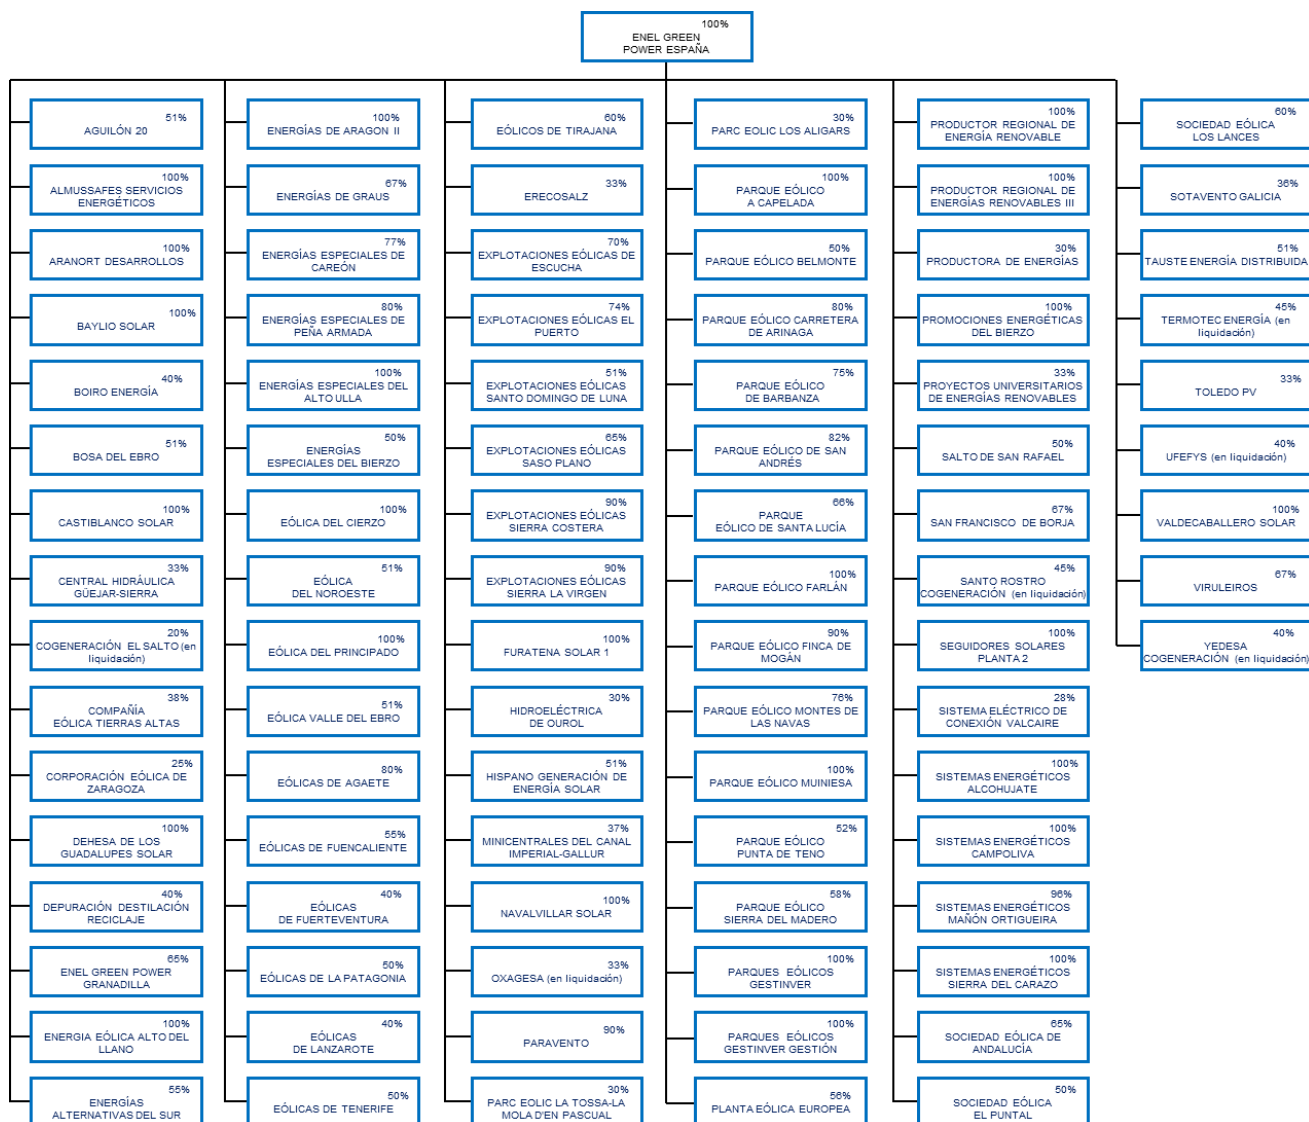 100%
ENEL GREEN
POWER ESPAÑA
51%
AGUILÓN 20
100%
ALMUSSAFES SERVICIOS
ENERGÉTICOS
100%
ARANORT DESARROLLOS
100%
BAYLIO SOLAR
40%
BOIRO ENERGÍA
51%
BOSA DEL EBRO
100%
CASTIBLANCO SOLAR
33%
CENTRAL HIDRÁULICA
GÜEJAR-SIERRA
20%
COGENERACIÓN EL SALTO (en
liquidación)
38%
COMPAÑÍA
EÓLICA TIERRAS ALTAS
25%
CORPORACIÓN EÓLICA DE
ZARAGOZA
100%
DEHESA DE LOS
GUADALUPES SOLAR
40%
DEPURACIÓN DESTILACIÓN
RECICLAJE
65%
ENEL GREEN POWER
GRANADILLA
100%
ENERGIA EÓLICA ALTO DEL
LLANO
55%
ENERGÍAS
ALTERNATIVAS DEL SUR
100%
ENERGÍAS DE ARAGON II
67%
ENERGÍAS DE GRAUS
77%
ENERGÍAS ESPECIALES DE
CAREÓN
80%
ENERGÍAS ESPECIALES DE
PEÑA ARMADA
100%
ENERGÍAS ESPECIALES DEL
ALTO ULLA
50%
ENERGÍAS
ESPECIALES DEL BIERZO
100%
EÓLICA DEL CIERZO
51%
EÓLICA
DEL NOROESTE
100%
EÓLICA DEL PRINCIPADO
51%
EÓLICA VALLE DEL EBRO
80%
EÓLICAS DE AGAETE
55%
EÓLICAS DE FUENCALIENTE
40%
EÓLICAS
DE FUERTEVENTURA
50%
EÓLICAS DE LA PATAGONIA
40%
EÓLICAS
DE LANZAROTE
50%
EÓLICAS DE TENERIFE
60%
EÓLICOS DE TIRAJANA
33%
ERECOSALZ
70%
EXPLOTACIONES EÓLICAS DE
ESCUCHA
74%
EXPLOTACIONES EÓLICAS EL
PUERTO
51%
EXPLOTACIONES EÓLICAS
SANTO DOMINGO DE LUNA
65%
EXPLOTACIONES EÓLICAS
SASO PLANO
90%
EXPLOTACIONES EÓLICAS
SIERRA COSTERA
90%
EXPLOTACIONES EÓLICAS
SIERRA LA VIRGEN
100%
FURATENA SOLAR 1
30%
HIDROELÉCTRICA
DE OUROL
51%
HISPANO GENERACIÓN DE
ENERGÍA SOLAR
37%
MINICENTRALES DEL CANAL
IMPERIAL-GALLUR
100%
NAVALVILLAR SOLAR
33%
OXAGESA (en liquidación)
90%
PARAVENTO
30%
PARC EOLIC LA TOSSA-LA
MOLA D'EN PASCUAL
30%
PARC EOLIC LOS ALIGARS
100%
PARQUE EÓLICO
A CAPELADA
50%
PARQUE EÓLICO BELMONTE
80%
PARQUE EÓLICO CARRETERA
DE ARINAGA
75%
PARQUE EÓLICO
DE BARBANZA
82%
PARQUE EÓLICO DE SAN
ANDRÉS
66%
PARQUE
EÓLICO DE SANTA LUCÍA
100%
PARQUE EÓLICO FARLÁN
90%
PARQUE EÓLICO FINCA DE
MOGÁN
76%
PARQUE EÓLICO MONTES DE
LAS NAVAS
100%
PARQUE EÓLICO MUINIESA
52%
PARQUE EÓLICO
PUNTA DE TENO
58%
PARQUE EÓLICO
SIERRA DEL MADERO
100%
PARQUES EÓLICOS
GESTINVER
100%
PARQUES EÓLICOS
GESTINVER GESTIÓN
56%
PLANTA EÓLICA EUROPEA
100%
PRODUCTOR REGIONAL DE
ENERGÍA RENOVABLE
100%
PRODUCTOR REGIONAL DE
ENERGÍAS RENOVABLES III
30%
PRODUCTORA DE ENERGÍAS
100%
PROMOCIONES ENERGÉTICAS
DEL BIERZO
33%
PROYECTOS UNIVERSITARIOS
DE ENERGÍAS RENOVABLES
50%
SALTO DE SAN RAFAEL
67%
SAN FRANCISCO DE BORJA
45%
SANTO ROSTRO
COGENERACIÓN (en liquidación)
100%
SEGUIDORES SOLARES
PLANTA 2
28%
SISTEMA ELÉCTRICO DE
CONEXIÓN VALCAIRE
100%
SISTEMAS ENERGÉTICOS
ALCOHUJATE
100%
SISTEMAS ENERGÉTICOS
CAMPOLIVA
96%
SISTEMAS ENERGÉTICOS
MAÑÓN ORTIGUEIRA
100%
SISTEMAS ENERGÉTICOS
SIERRA DEL CARAZO
65%
SOCIEDAD EÓLICA DE
ANDALUCÍA
50%
SOCIEDAD EÓLICA
EL PUNTAL
60%
SOCIEDAD EÓLICA
LOS LANCES
36%
SOTAVENTO GALICIA
51%
TAUSTE ENERGÍA DISTRIBUIDA
45%
TERMOTEC ENERGÍA (en
liquidación)
33%
TOLEDO PV
40%
UFEFYS (en liquidación)
100%
VALDECABALLERO SOLAR
67%
VIRULEIROS
40%
YEDESA
COGENERACIÓN (en liquidación)